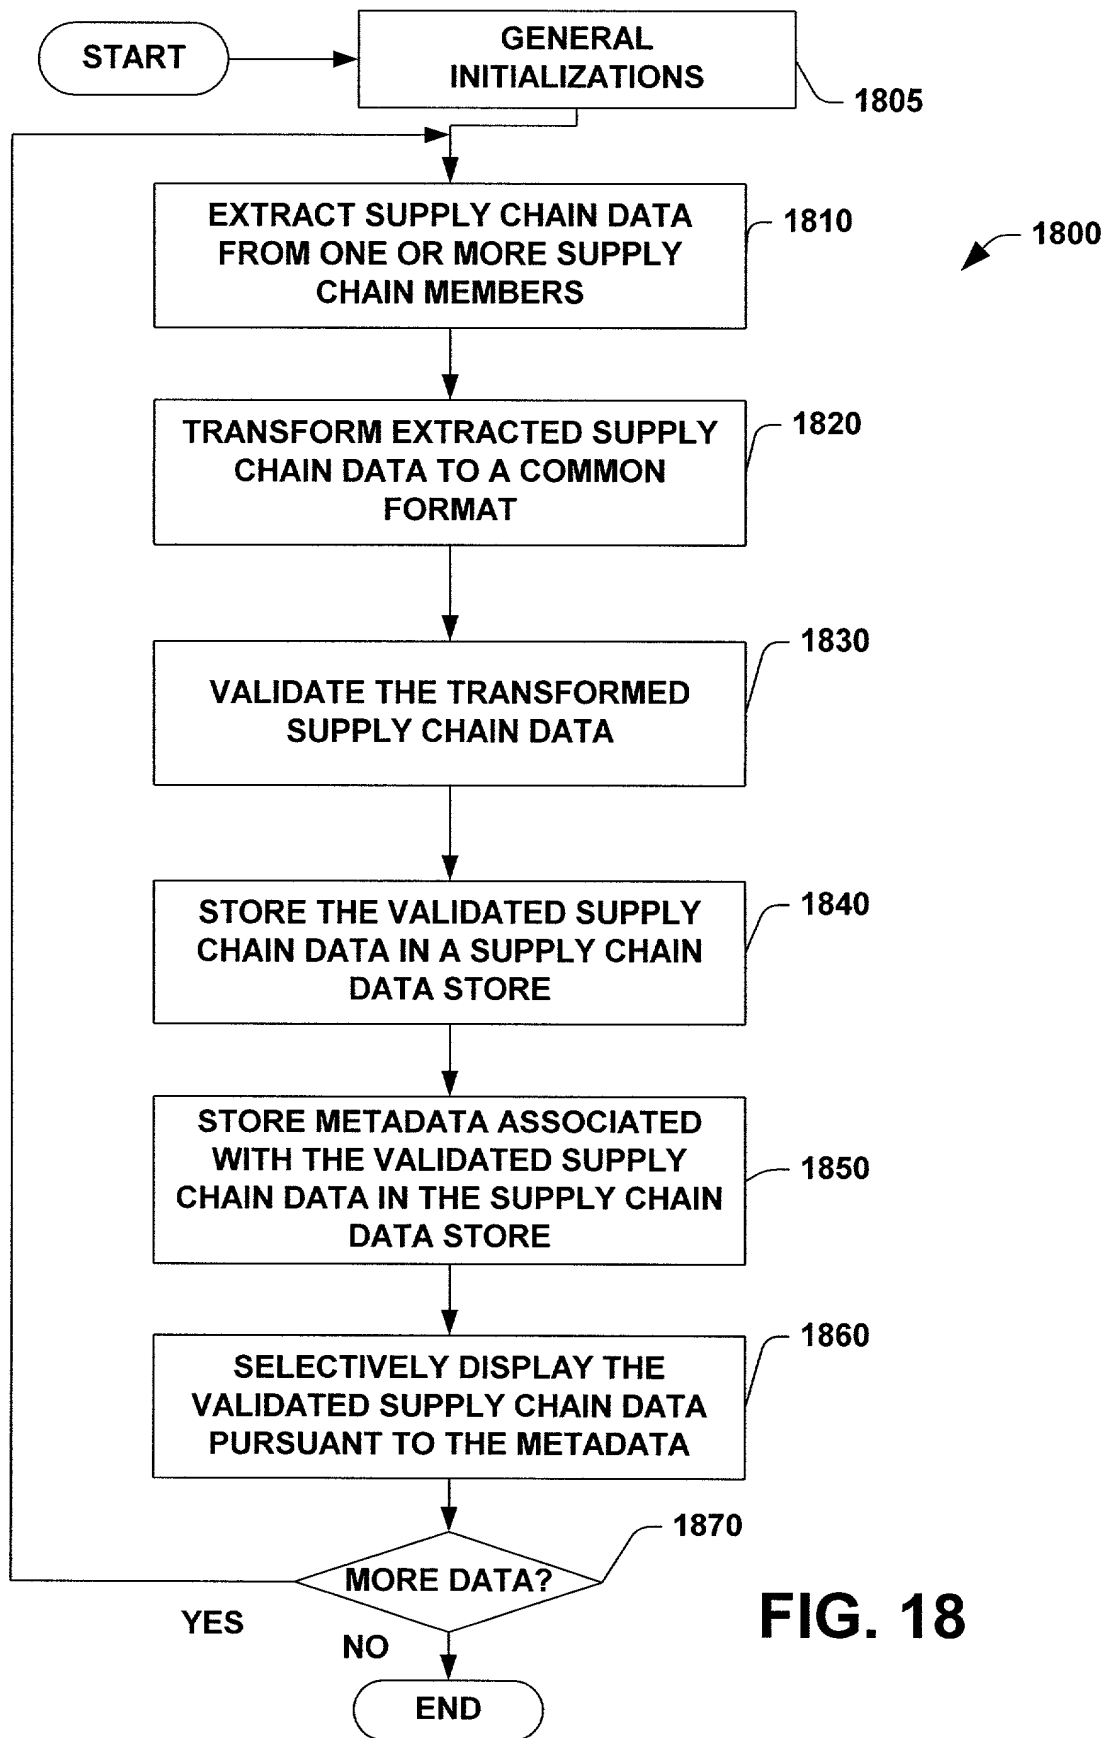 START
GENERAL
INITIALIZATIONS
1805
EXTRACT SUPPLY CHAIN DATA
FROM ONE OR MORE SUPPLY
CHAIN MEMBERS
1810
1800
TRANSFORM EXTRACTED SUPPLY
CHAIN DATA TO A COMMON
FORMAT
1820
VALIDATE THE TRANSFORMED
SUPPLY CHAIN DATA
1830
STORE THE VALIDATED SUPPLY
CHAIN DATA IN A SUPPLY CHAIN
DATA STORE
1840
STORE METADATA ASSOCIATED
WITH THE VALIDATED SUPPLY
CHAIN DATA IN THE SUPPLY CHAIN
DATA STORE
1850
SELECTIVELY DISPLAY THE
VALIDATED SUPPLY CHAIN DATA
PURSUANT TO THE METADATA
1860
MORE DATA?
1870
YES
NO
END
FIG. 18